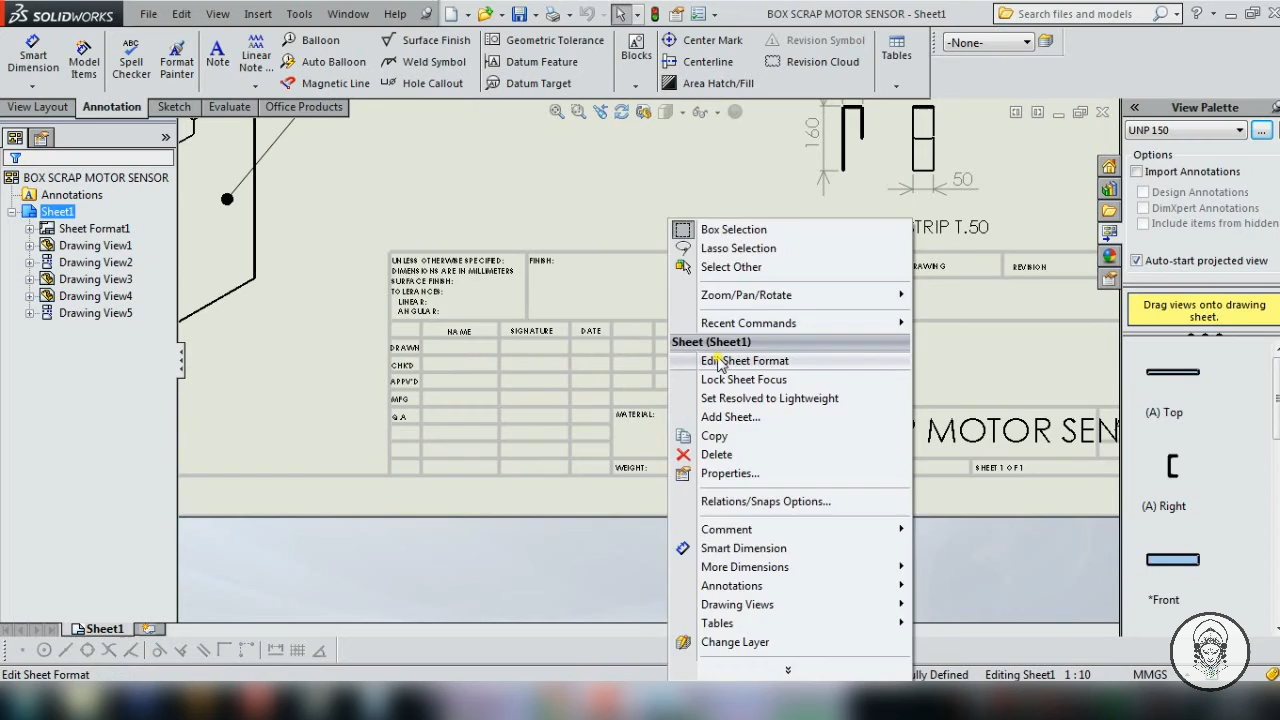 SOLIDWORKS File Edit View Insert Tools Window Help BOX SCRAP MOTOR SENSOR - Sheet1 Search files and models
Smart Dimension
Model Items
Spell Checker
Format Painter
Note
Linear Note ...
Balloon
Auto Balloon
Magnetic Line
Surface Finish
Weld Symbol
Hole Callout
Geometric Tolerance
Datum Feature
Datum Target
Blocks
Center Mark
Centerline
Area Hatch/Fill
Revision Symbol
Revision Cloud
Tables
-None-
View Layout Annotation Sketch Evaluate Office Products
BOX SCRAP MOTOR SENSOR
Annotations
Sheet1
Sheet Format1
Drawing View1
Drawing View2
Drawing View3
Drawing View4
Drawing View5
160
50
STRIP T.50
UNLESS OTHERWISE SPECIFIED:
DIMENSIONS ARE IN MILLIMETERS
SURFACE FINISH:
TOLERANCES:
LINEAR:
ANGULAR:
FINISH:
RAWING
REVISION
NAME SIGNATURE DATE
DRAWN
CHK'D
APPV'D
MFG
Q.A
MATERIAL:
WEIGHT:
P MOTOR SEN
SHEET 1 OF 1
Box Selection
Lasso Selection
Select Other
Zoom/Pan/Rotate
Recent Commands
Sheet (Sheet1)
Edit Sheet Format
Lock Sheet Focus
Set Resolved to Lightweight
Add Sheet...
Copy
Delete
Properties...
Relations/Snaps Options...
Comment
Smart Dimension
More Dimensions
Annotations
Drawing Views
Tables
Change Layer
View Palette
UNP 150
...
Options
Import Annotations
Design Annotations
DimXpert Annotations
Include items from hidden
Auto-start projected view
Drag views onto drawing
sheet.
(A) Top
(A) Right
*Front
Sheet1
Edit Sheet Format
lly Defined Editing Sheet1 1 : 10 MMGS